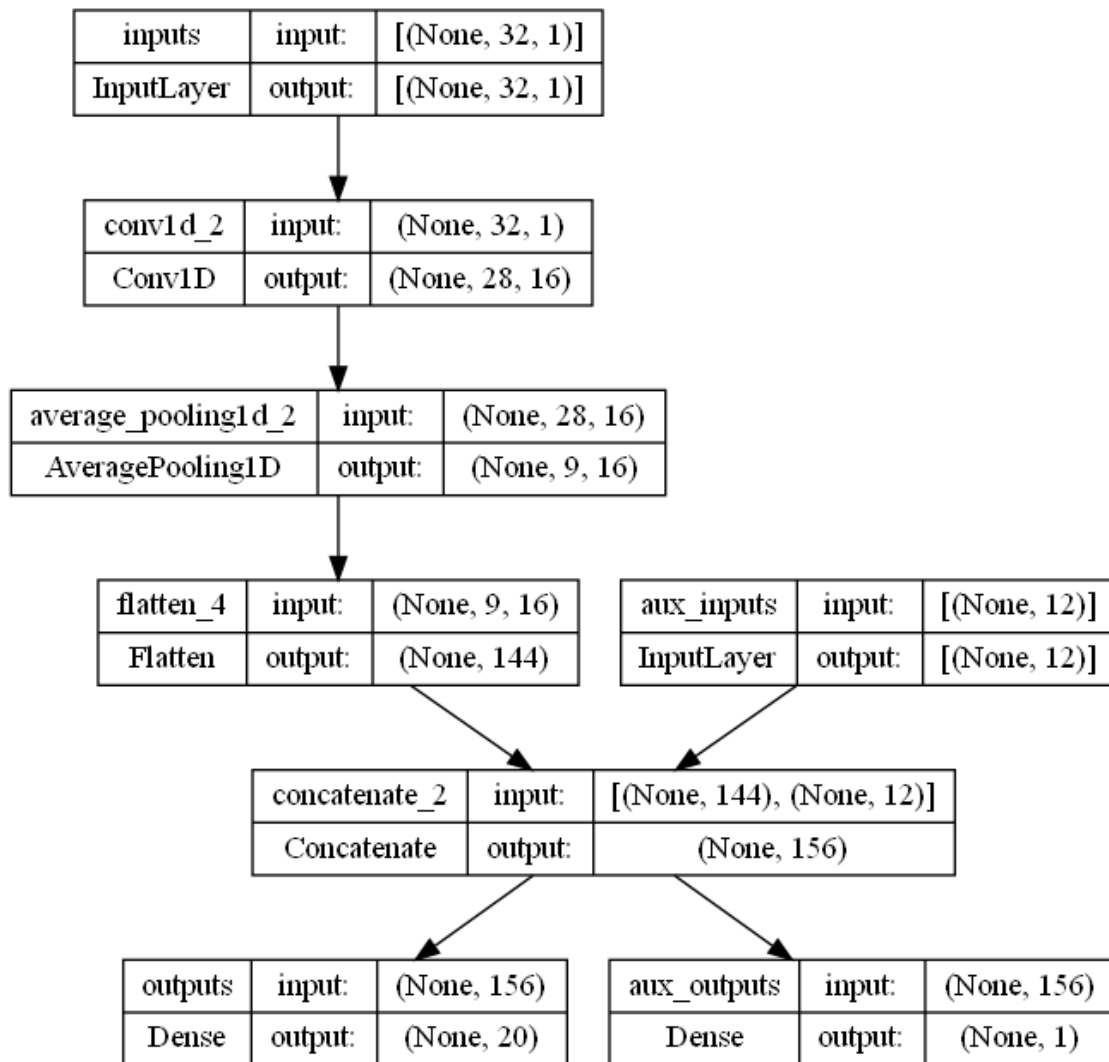 inputs input: [(None, 32, 1)]
InputLayer output: [(None, 32, 1)]
conv1d_2 input: (None, 32, 1)
Conv1D output: (None, 28, 16)
average_pooling1d_2 input: (None, 28, 16)
AveragePooling1D output: (None, 9, 16)
flatten_4 input: (None, 9, 16)
Flatten output: (None, 144)
aux_inputs input: [(None, 12)]
InputLayer output: [(None, 12)]
concatenate_2 input: [(None, 144), (None, 12)]
Concatenate output: (None, 156)
outputs input: (None, 156)
Dense output: (None, 20)
aux_outputs input: (None, 156)
Dense output: (None, 1)